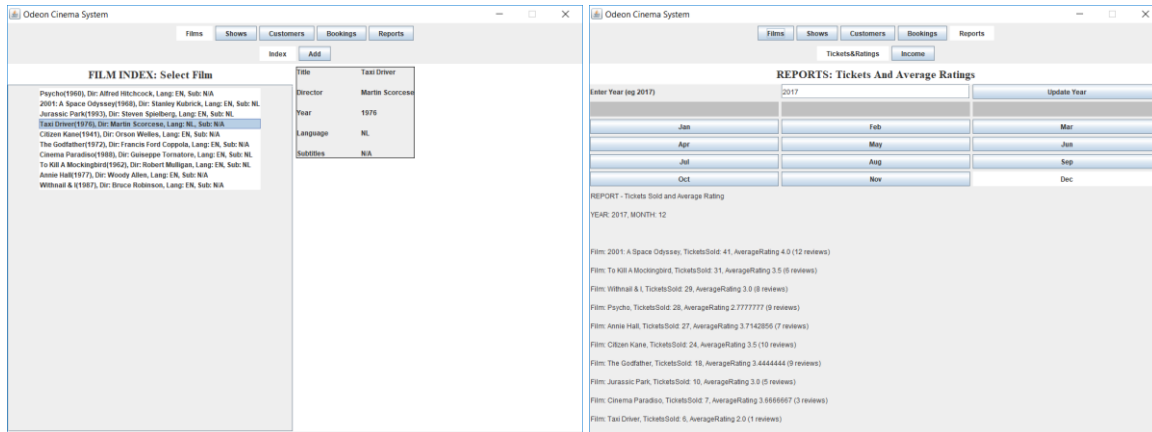 Odeon Cinema System
Films Shows Customers Bookings Reports
Index Add
FILM INDEX: Select Film
Psycho(1960), Dir: Alfred Hitchcock, Lang: EN, Sub: N/A
2001: A Space Odyssey(1968), Dir: Stanley Kubrick, Lang: EN, Sub: NL
Jurassic Park(1993), Dir: Steven Spielberg, Lang: EN, Sub: NL
Taxi Driver(1976), Dir: Martin Scorcese, Lang: NL, Sub: N/A
Citizen Kane(1941), Dir: Orson Welles, Lang: EN, Sub: N/A
The Godfather(1972), Dir: Francis Ford Coppola, Lang: EN, Sub: N/A
Cinema Paradiso(1988), Dir: Guiseppe Tornatore, Lang: EN, Sub: NL
To Kill A Mockingbird(1962), Dir: Robert Mulligan, Lang: EN, Sub: NL
Annie Hall(1977), Dir: Woody Allen, Lang: EN, Sub: N/A
Withnail & I(1987), Dir: Bruce Robinson, Lang: EN, Sub: N/A
Title Taxi Driver
Director Martin Scorcese
Year 1976
Language NL
Subtitles N/A
Odeon Cinema System
Films Shows Customers Bookings Reports
Tickets&Ratings Income
REPORTS: Tickets And Average Ratings
Enter Year (eg 2017) 2017 Update Year
Jan Feb Mar
Apr May Jun
Jul Aug Sep
Oct Nov Dec
REPORT - Tickets Sold and Average Rating
YEAR: 2017, MONTH: 12
Film: 2001: A Space Odyssey, TicketsSold: 41, AverageRating 4.0 (12 reviews)
Film: To Kill A Mockingbird, TicketsSold: 31, AverageRating 3.5 (6 reviews)
Film: Withnail & I, TicketsSold: 29, AverageRating 3.0 (8 reviews)
Film: Psycho, TicketsSold: 28, AverageRating 2.7777777 (9 reviews)
Film: Annie Hall, TicketsSold: 27, AverageRating 3.7142856 (7 reviews)
Film: Citizen Kane, TicketsSold: 24, AverageRating 3.5 (10 reviews)
Film: The Godfather, TicketsSold: 18, AverageRating 3.4444444 (9 reviews)
Film: Jurassic Park, TicketsSold: 10, AverageRating 3.0 (5 reviews)
Film: Cinema Paradiso, TicketsSold: 7, AverageRating 3.6666667 (3 reviews)
Film: Taxi Driver, TicketsSold: 6, AverageRating 2.0 (1 reviews)